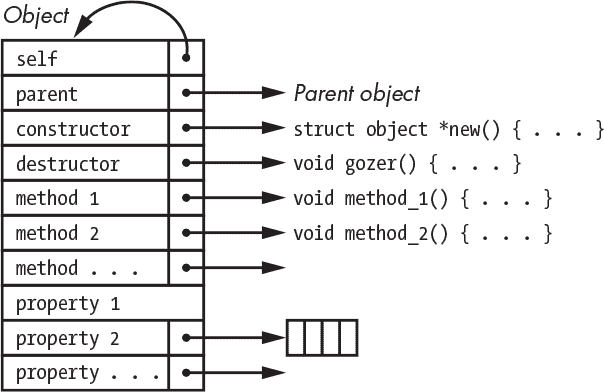 Object
self
parent
Parent object
constructor
struct object *new() { . . . }
destructor
void gozer() { . . . }
method 1
void method_1() { . . . }
method 2
void method_2() { . . . }
method . . .
property 1
property 2
property . . .